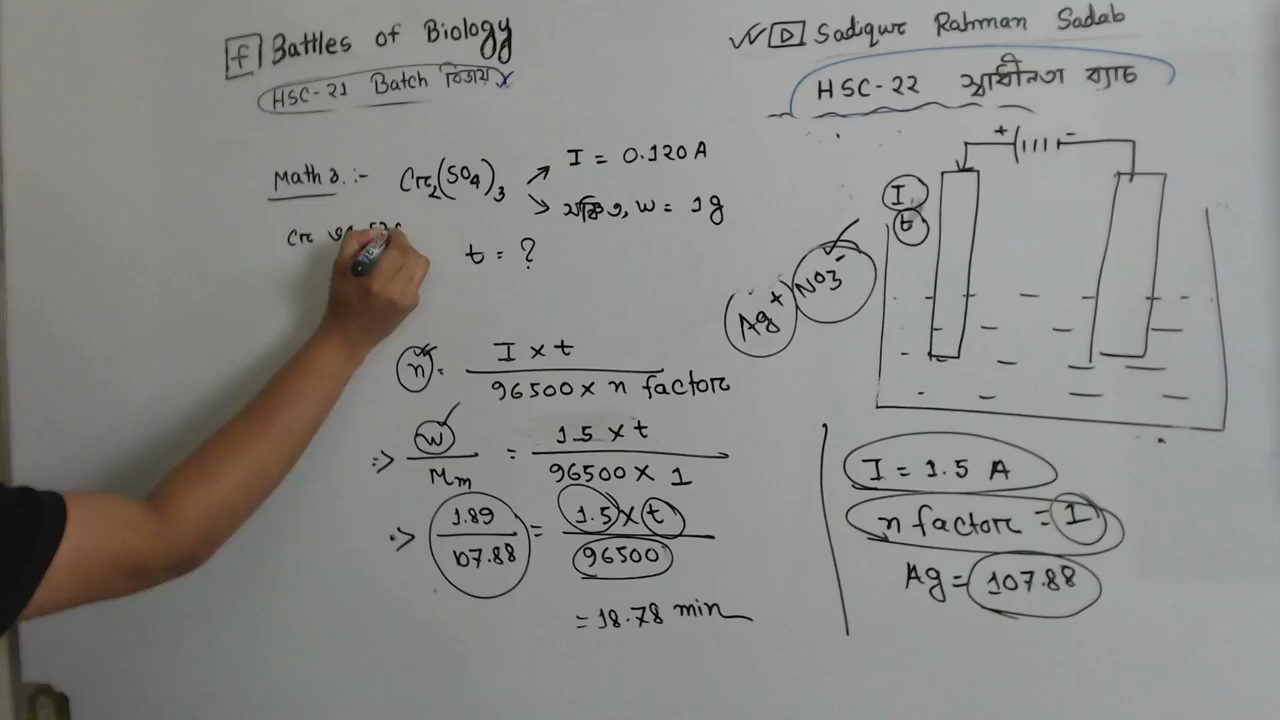 f Battles of Biology
HSC-21 Batch বিজয়
Sadiqur Rahman Sadab
HSC-22 স্বাধীনতা ব্যাচ
Math 2. :- Cr₂(SO₄)₃
I = 0.120 A
সঞ্চিত, w = 1g
Cr
t = ?
n = I × t / 96500 × n factor
=> w / Mm = 1.5 × t / 96500 × 1
=> 1.89 / 107.88 = 1.5 × t / 96500
= 18.78 min
+ -
I
t
Ag⁺ NO3⁻
I = 1.5 A
n factor = I
Ag = 107.88